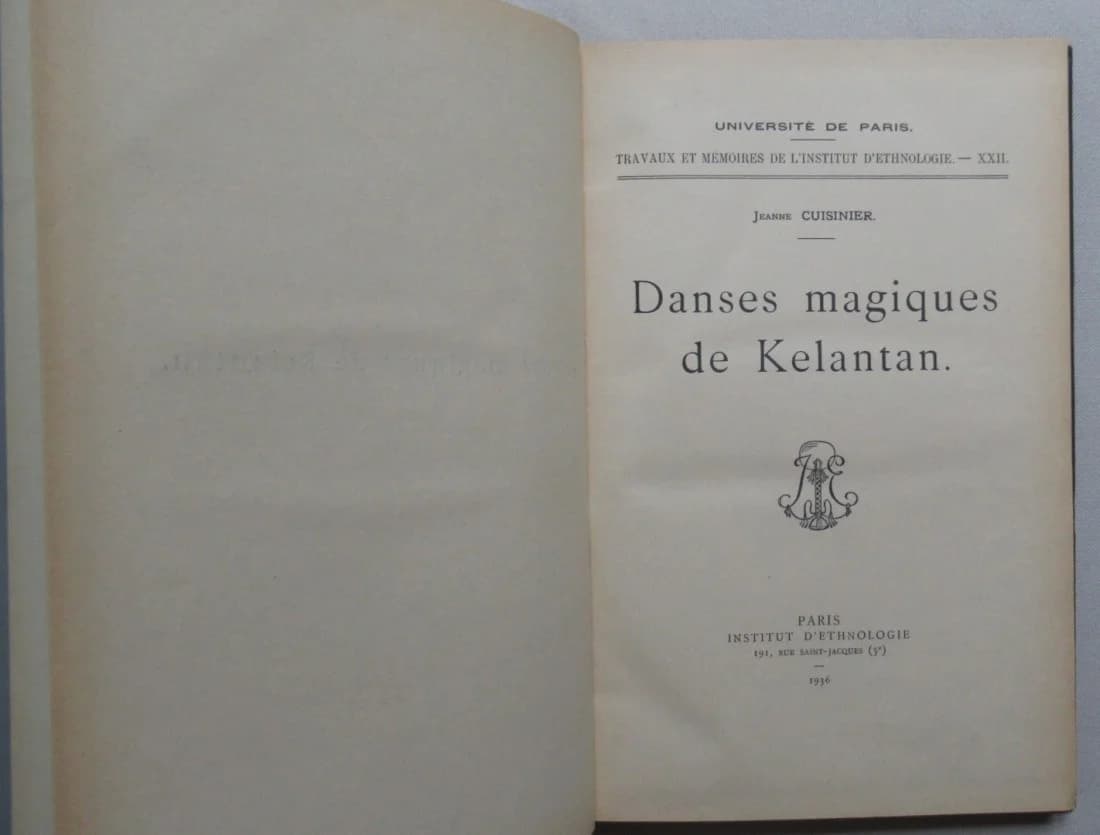 UNIVERSITÉ DE PARIS.
TRAVAUX ET MÉMOIRES DE L'INSTITUT D'ETHNOLOGIE. — XXII.
Jeanne CUISINIER.
Danses magiques
de Kelantan.
PARIS
INSTITUT D'ETHNOLOGIE
191, RUE SAINT-JACQUES (5e)
1936